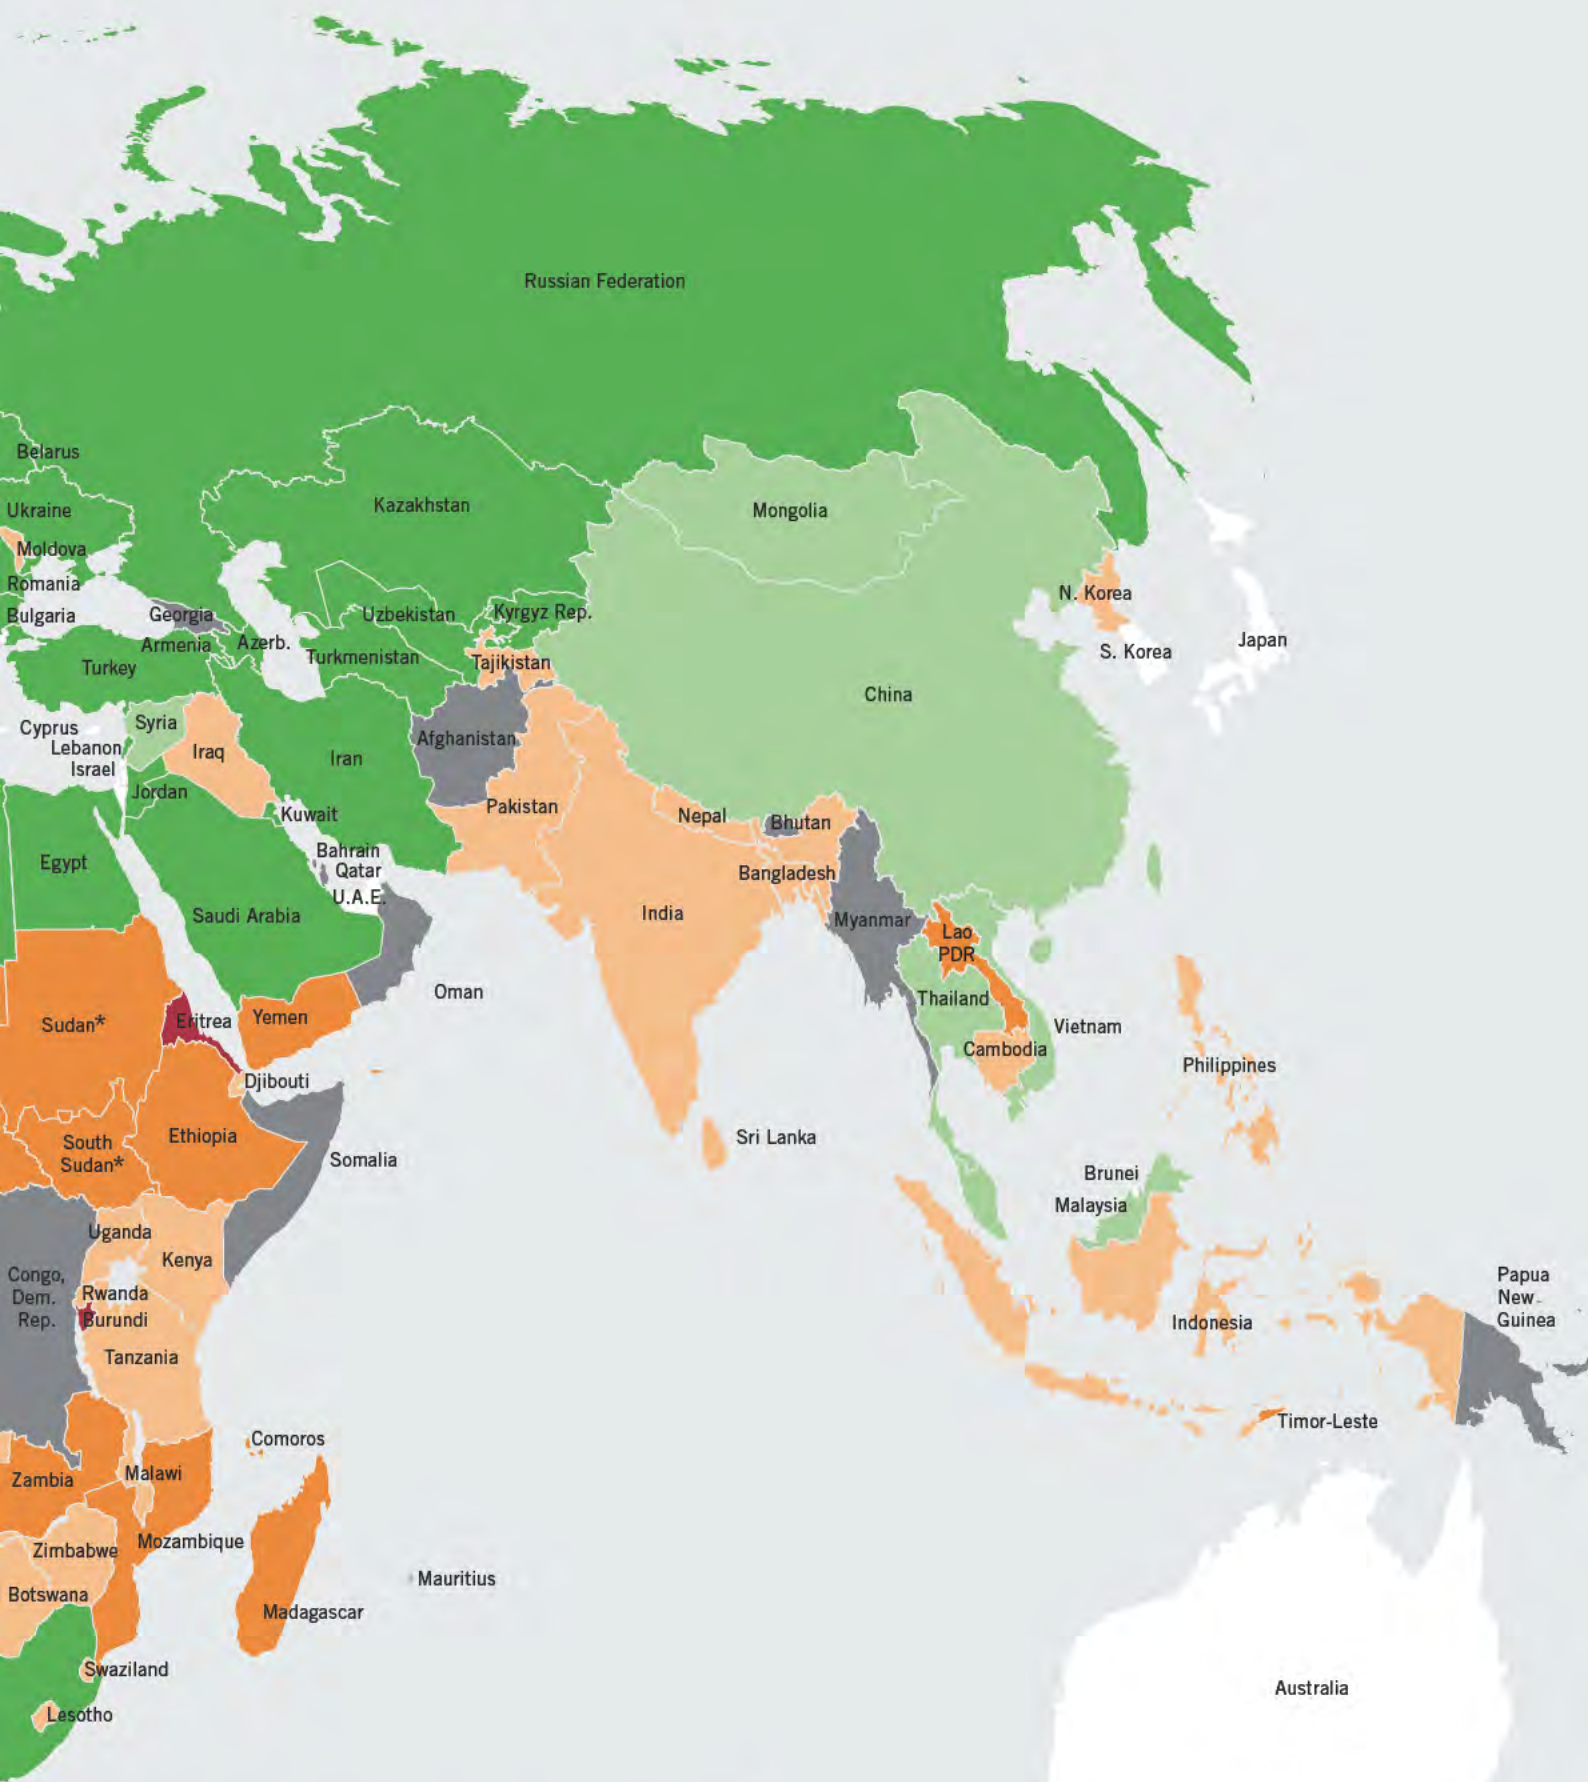 Russian Federation
Belarus
Kazakhstan
Ukraine
Mongolia
Moldova
Romania
N. Korea
Bulgaria
Georgia
Uzbekistan
Kyrgyz Rep.
Armenia
Azerb.
Japan
Turkey
Turkmenistan
Tajikistan
S. Korea
China
Cyprus
Syria
Lebanon
Israel
Iraq
Iran
Afghanistan
Jordan
Kuwait
Pakistan
Nepal
Bhutan
Bahrain
Qatar
U.A.E.
Egypt
Bangladesh
Saudi Arabia
India
Myanmar
Lao
PDR
Oman
Thailand
Sudan*
Eritrea
Yemen
Vietnam
Cambodia
Philippines
Djibouti
South
Sudan*
Ethiopia
Sri Lanka
Somalia
Brunei
Malaysia
Uganda
Kenya
Congo,
Dem.
Rep.
Rwanda
Burundi
Papua
New
Guinea
Indonesia
Tanzania
Timor-Leste
Comoros
Zambia
Malawi
Mozambique
Zimbabwe
Mauritius
Botswana
Madagascar
Swaziland
Australia
Lesotho